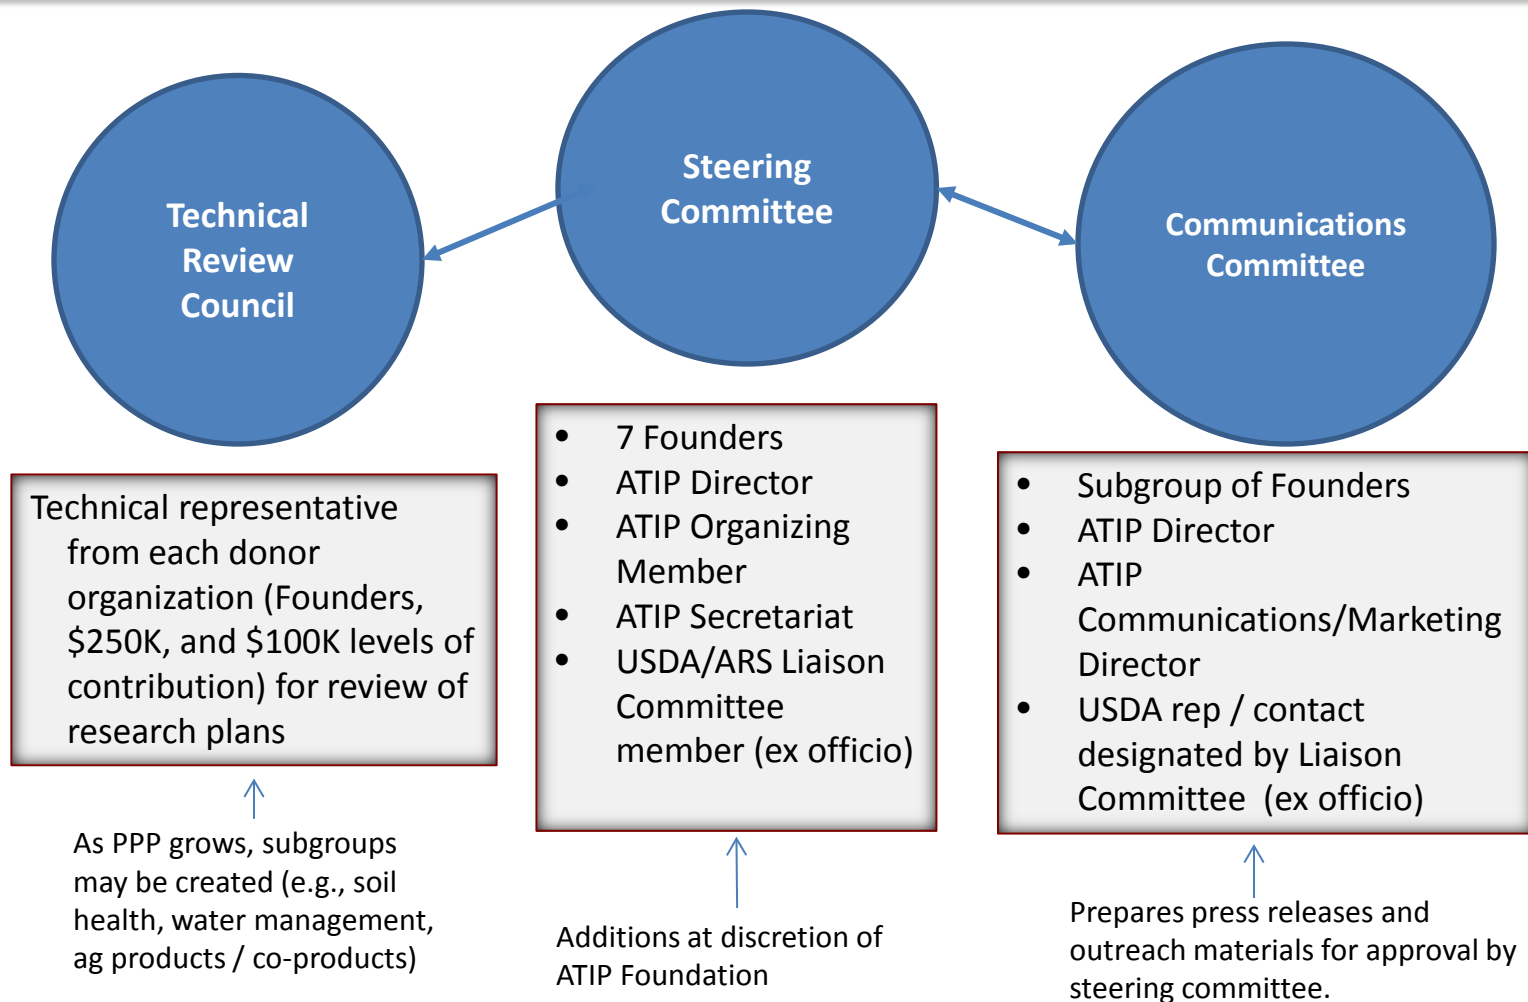 Technical
Review
Council
Steering
Committee
Communications
Committee
Technical representative
from each donor
organization (Founders,
$250K, and $100K levels of
contribution) for review of
research plans
• 7 Founders
• ATIP Director
• ATIP Organizing
Member
• ATIP Secretariat
• USDA/ARS Liaison
Committee
member (ex officio)
• Subgroup of Founders
• ATIP Director
• ATIP
Communications/Marketing
Director
• USDA rep / contact
designated by Liaison
Committee (ex officio)
As PPP grows, subgroups
may be created (e.g., soil
health, water management,
ag products / co-products)
Additions at discretion of
ATIP Foundation
Prepares press releases and
outreach materials for approval by
steering committee.